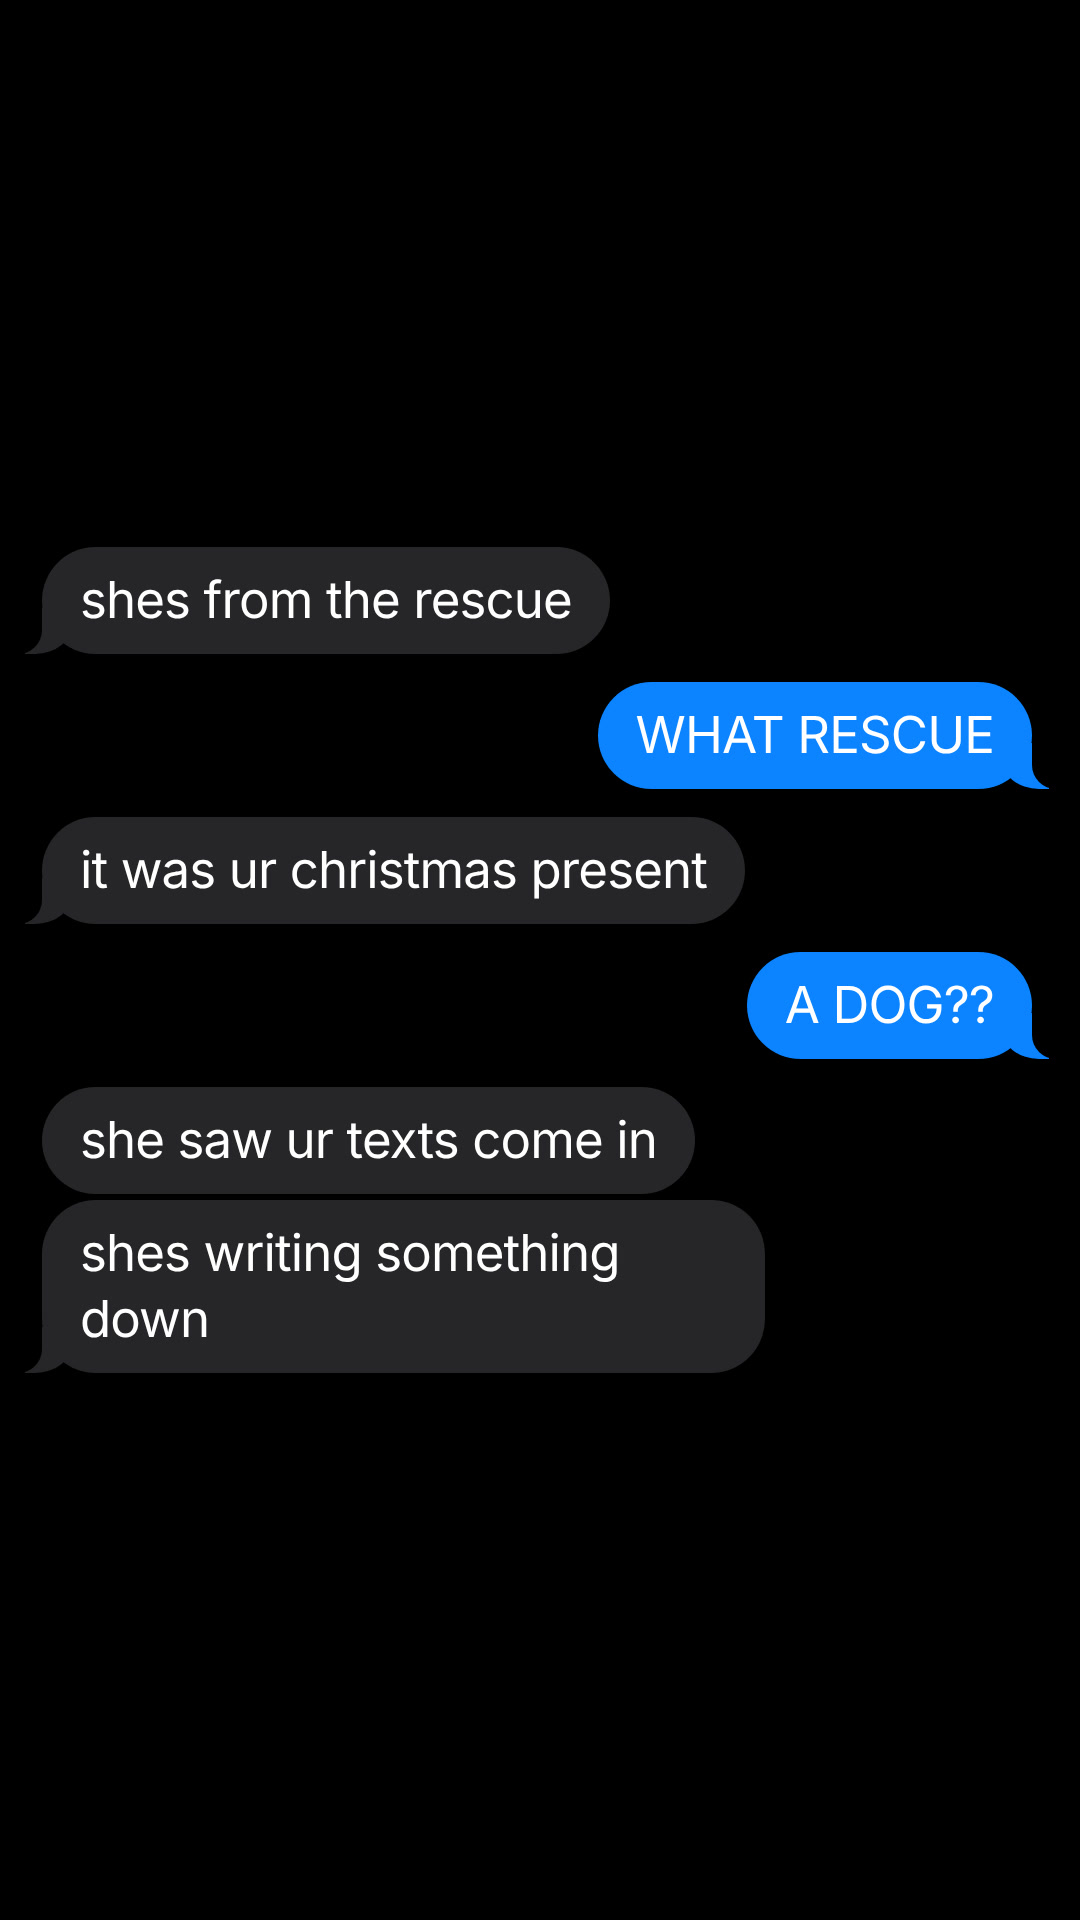 shes from the rescue
WHAT RESCUE
it was ur christmas present
A DOG??
she saw ur texts come in
shes writing something
down